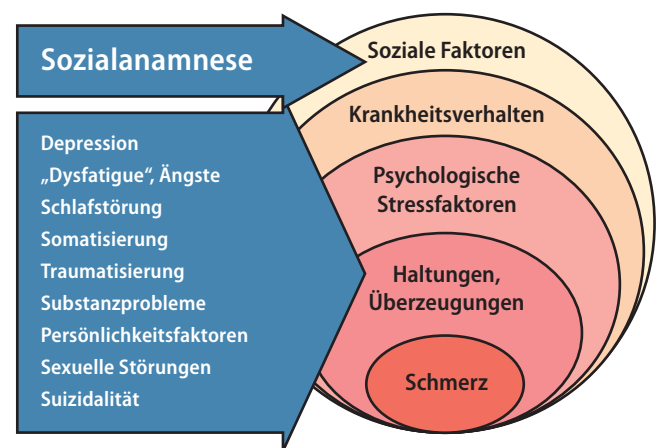 Sozialanamnese
Depression
„Dysfatigue“, Ängste
Schlafstörung
Somatisierung
Traumatisierung
Substanzprobleme
Persönlichkeitsfaktoren
Sexuelle Störungen
Suizidalität
Soziale Faktoren
Krankheitsverhalten
Psychologische
Stressfaktoren
Haltungen,
Überzeugungen
Schmerz